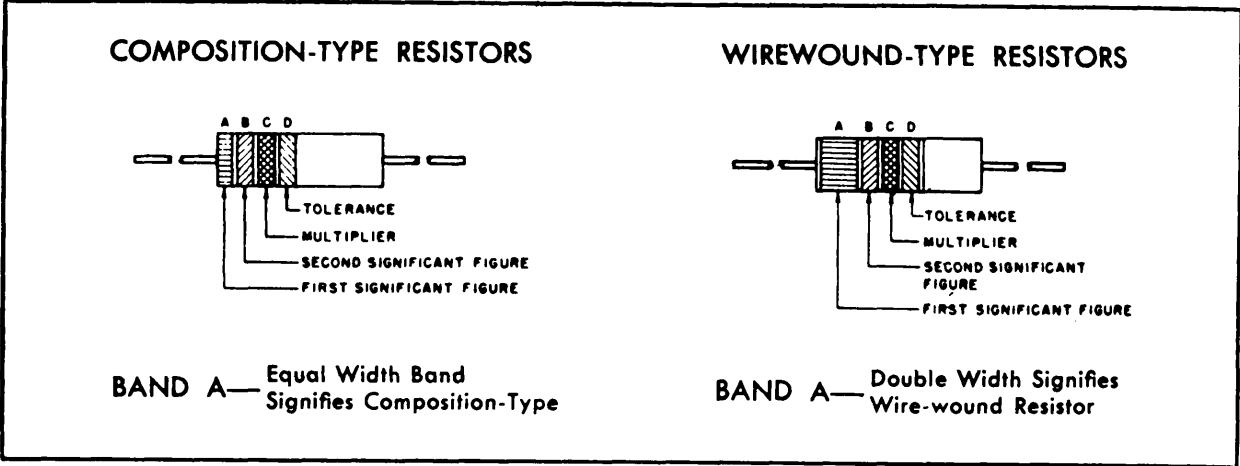 COMPOSITION-TYPE RESISTORS
A B C D
TOLERANCE
MULTIPLIER
SECOND SIGNIFICANT FIGURE
FIRST SIGNIFICANT FIGURE
BAND A— Equal Width Band
Signifies Composition-Type
WIREWOUND-TYPE RESISTORS
A B C D
TOLERANCE
MULTIPLIER
SECOND SIGNIFICANT
FIGURE
FIRST SIGNIFICANT FIGURE
BAND A— Double Width Signifies
Wire-wound Resistor